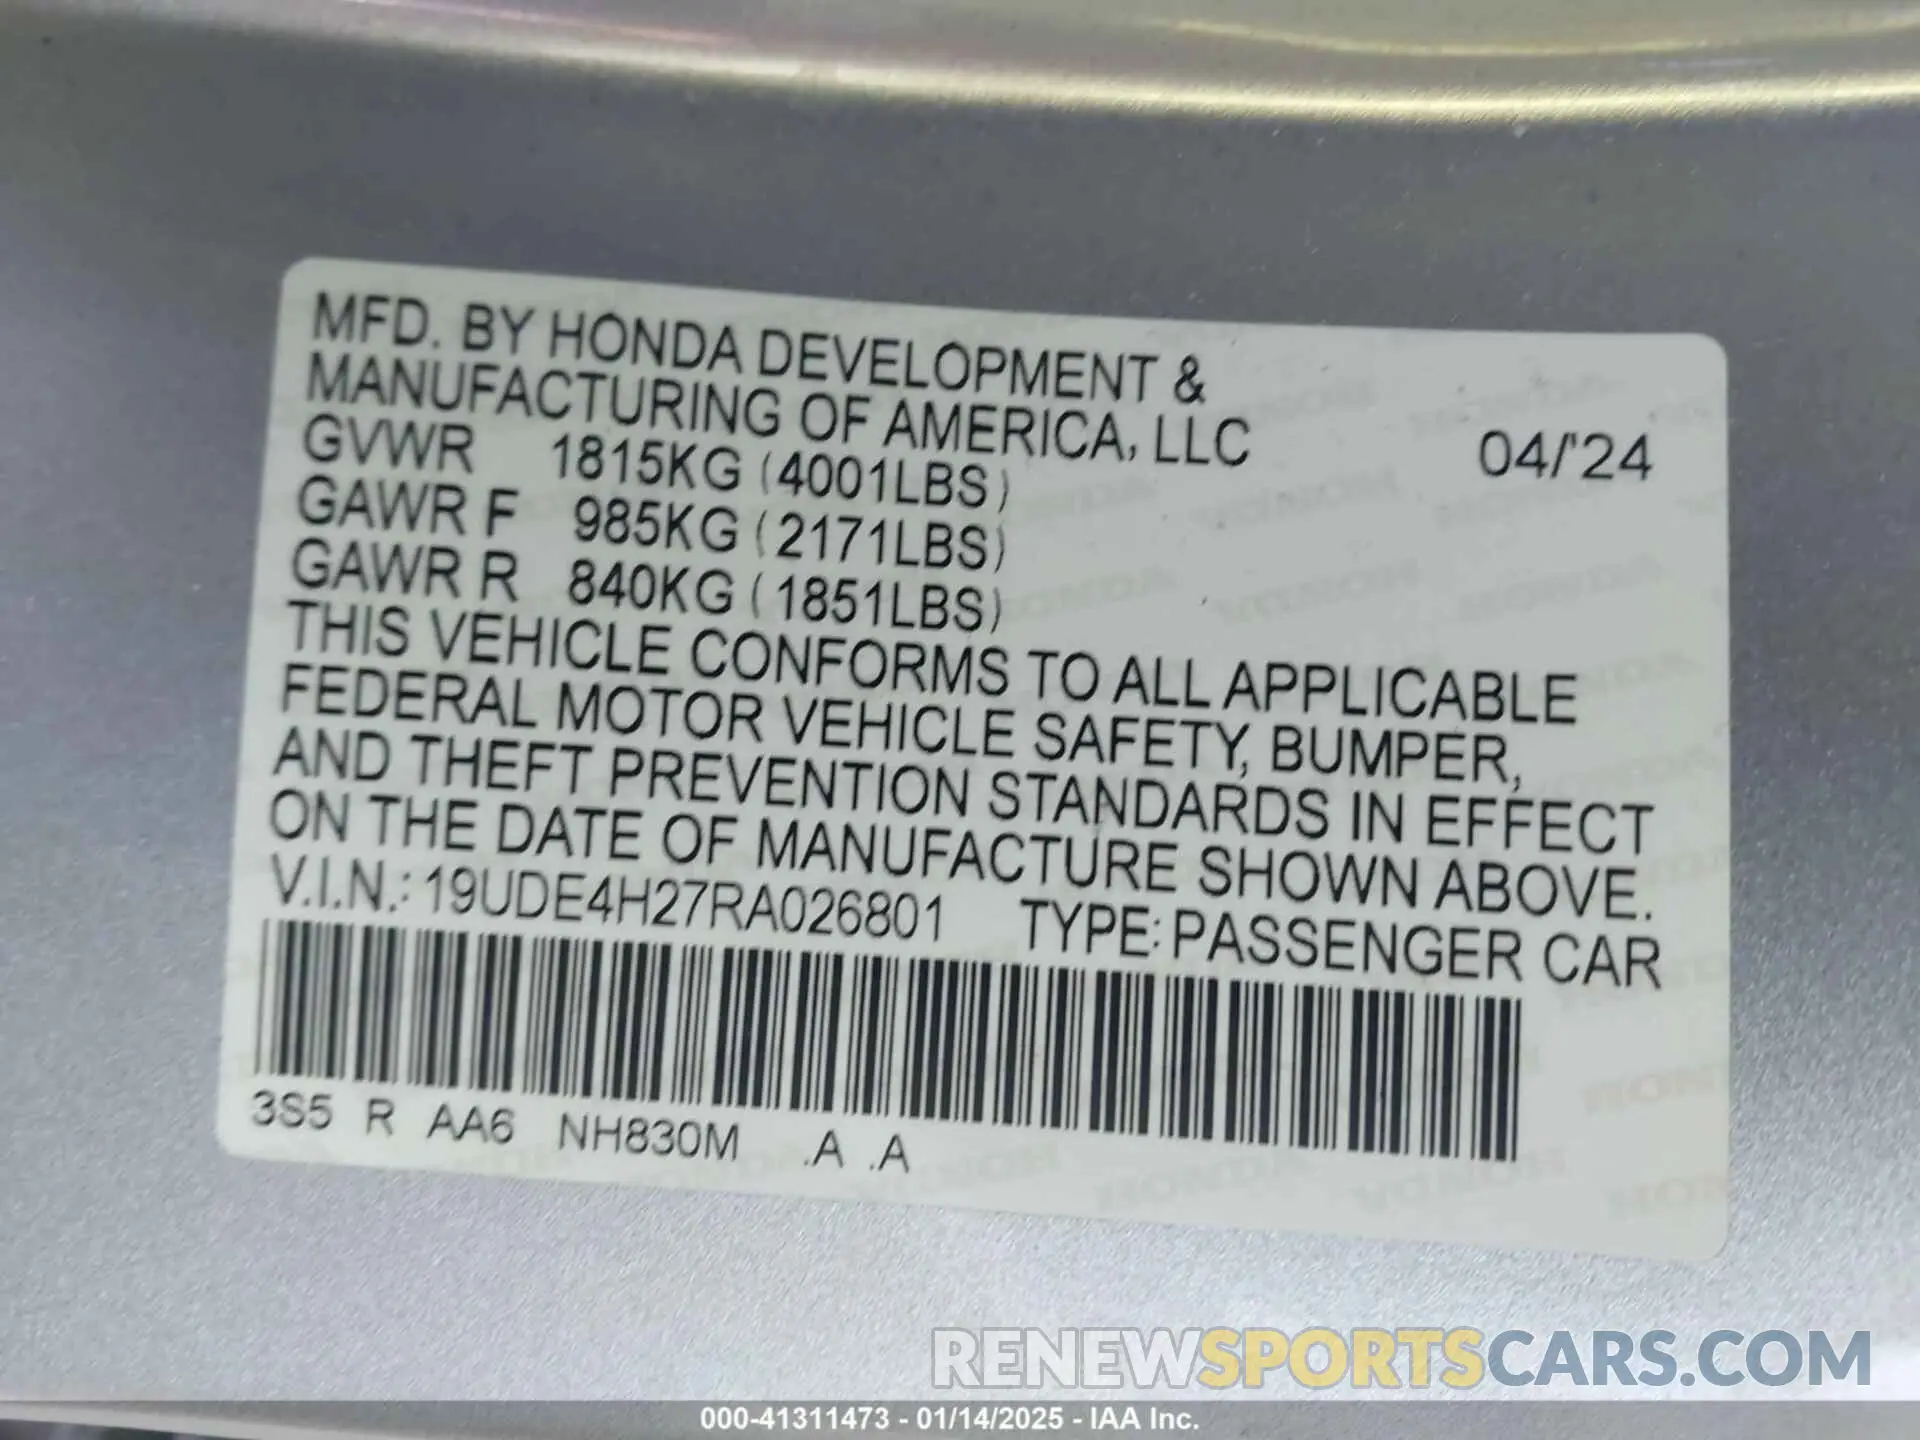 MFD. BY HONDA DEVELOPMENT &
MANUFACTURING OF AMERICA, LLC 04/'24
GVWR 1815KG (4001LBS)
GAWR F 985KG (2171LBS)
GAWR R 840KG (1851LBS)
THIS VEHICLE CONFORMS TO ALL APPLICABLE
FEDERAL MOTOR VEHICLE SAFETY, BUMPER,
AND THEFT PREVENTION STANDARDS IN EFFECT
ON THE DATE OF MANUFACTURE SHOWN ABOVE.
V.I.N.: 19UDE4H27RA026801 TYPE: PASSENGER CAR
3S5 R AA6 NH830M .A .A
RENEWSPORTSCARS.COM
000-41311473 - 01/14/2025 - IAA Inc.